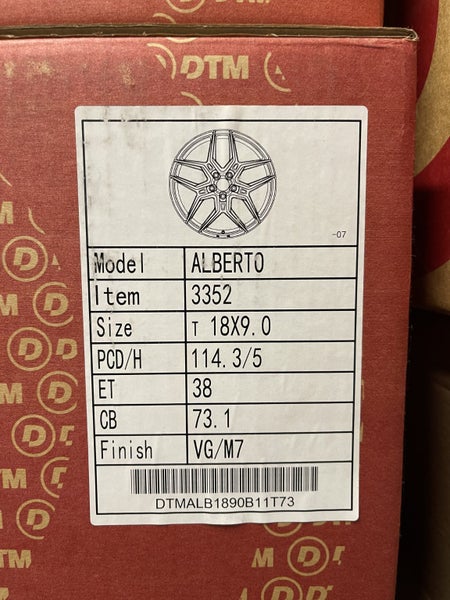 DTM
-07
Model ALBERTO
Item 3352
Size T 18X9.0
PCD/H 114.3/5
ET 38
CB 73.1
Finish VG/M7
DTMALB1890B11T73
DTM